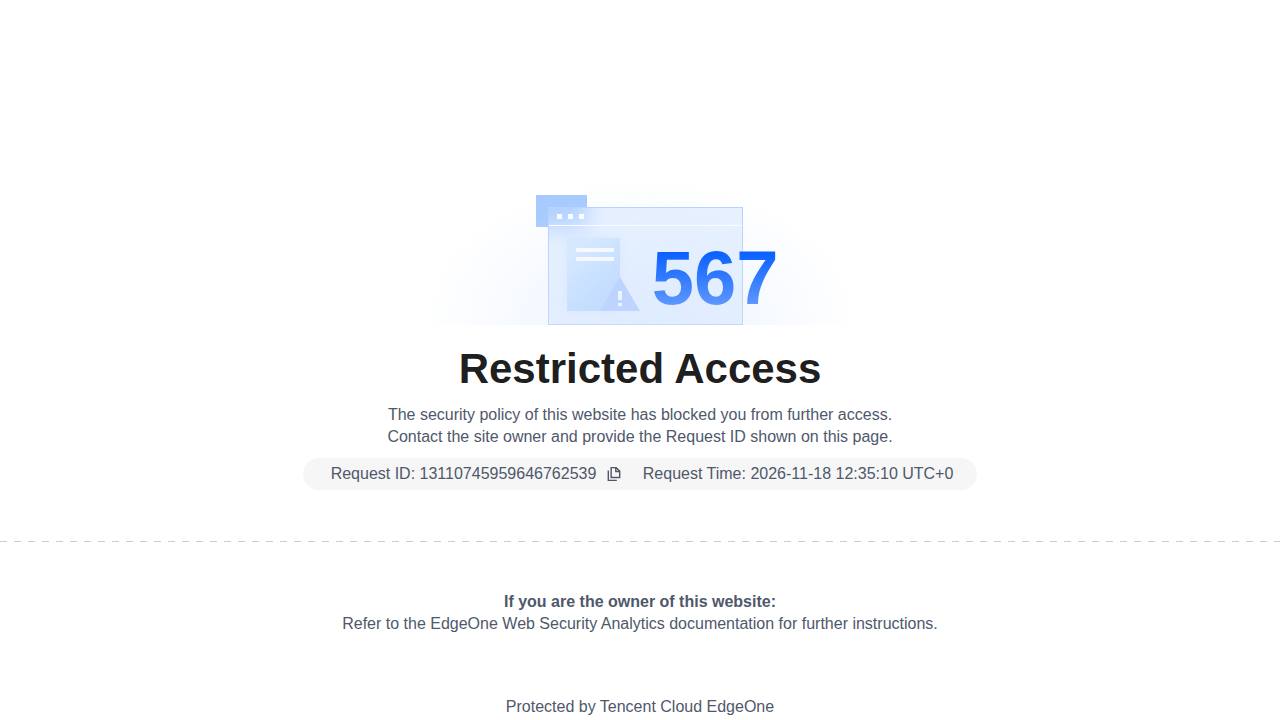 567
Restricted Access
The security policy of this website has blocked you from further access.
Contact the site owner and provide the Request ID shown on this page.
Request ID: 13110745959646762539 Request Time: 2026-11-18 12:35:10 UTC+0
If you are the owner of this website:
Refer to the EdgeOne Web Security Analytics documentation for further instructions.
Protected by Tencent Cloud EdgeOne